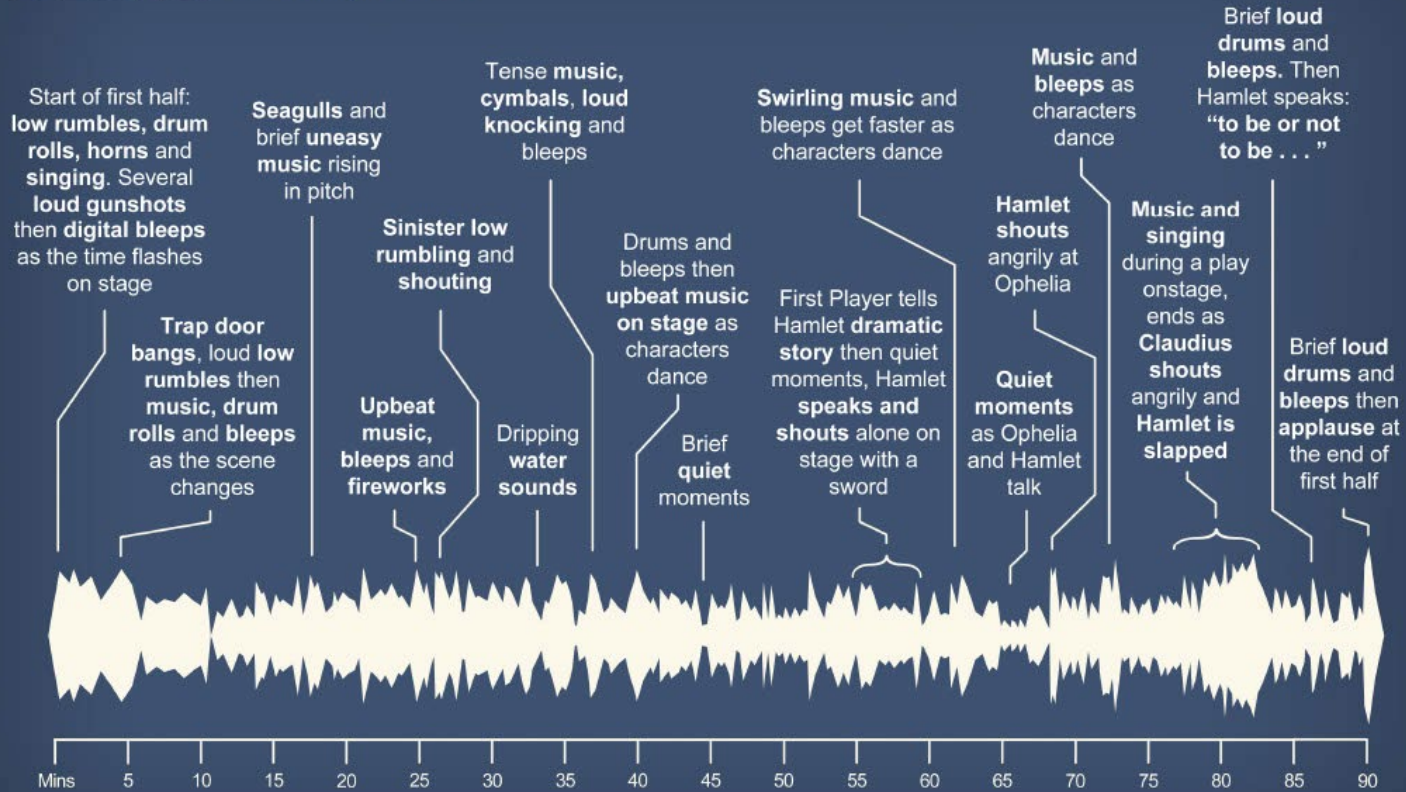 Start of first half:
low rumbles, drum
rolls, horns and
singing. Several
loud gunshots
then digital bleeps
as the time flashes
on stage
Trap door
bangs, loud low
rumbles then
music, drum
rolls and bleeps
as the scene
changes
Seagulls and
brief uneasy
music rising
in pitch
Upbeat
music,
bleeps and
fireworks
Sinister low
rumbling and
shouting
Dripping
water
sounds
Tense music,
cymbals, loud
knocking and
bleeps
Drums and
bleeps then
upbeat music
on stage as
characters
dance
Brief
quiet
moments
First Player tells
Hamlet dramatic
story then quiet
moments, Hamlet
speaks and
shouts alone on
stage with a
sword
Swirling music and
bleeps get faster as
characters dance
Quiet
moments
as Ophelia
and Hamlet
talk
Hamlet
shouts
angrily at
Ophelia
Music and
bleeps as
characters
dance
Music and
singing
during a play
onstage,
ends as
Claudius
shouts
angrily and
Hamlet is
slapped
Brief loud
drums and
bleeps. Then
Hamlet speaks:
“to be or not
to be . . . ”
Brief loud
drums and
bleeps then
applause at
the end of
first half
Mins 5 10 15 20 25 30 35 40 45 50 55 60 65 70 75 80 85 90